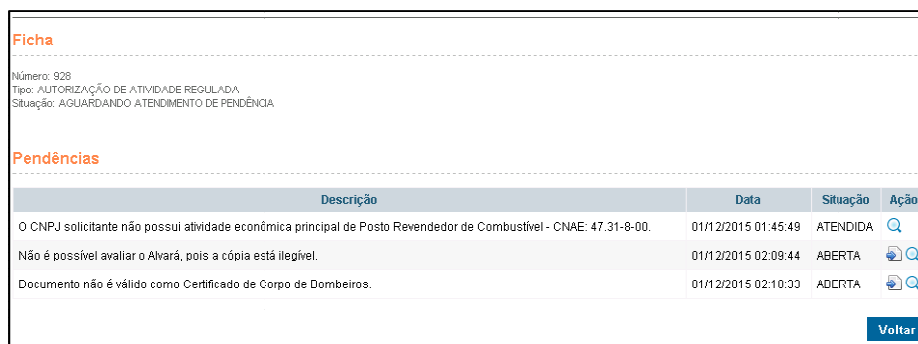 Ficha
Número: 928
Tipo: AUTORIZAÇÃO DE ATIVIDADE REGULADA
Situação: AGUARDANDO ATENDIMENTO DE PENDÊNCIA
Pendências
Descrição Data Situação Ação
O CNPJ solicitante não possui atividade econômica principal de Posto Revendedor de Combustível - CNAE: 47.31-8-00. 01/12/2015 01:45:49 ATENDIDA
Não é possível avaliar o Alvará, pois a cópia está ilegível. 01/12/2015 02:09:44 ABERTA
Documento não é válido como Certificado de Corpo de Bombeiros. 01/12/2015 02:10:33 ABERTA
Voltar